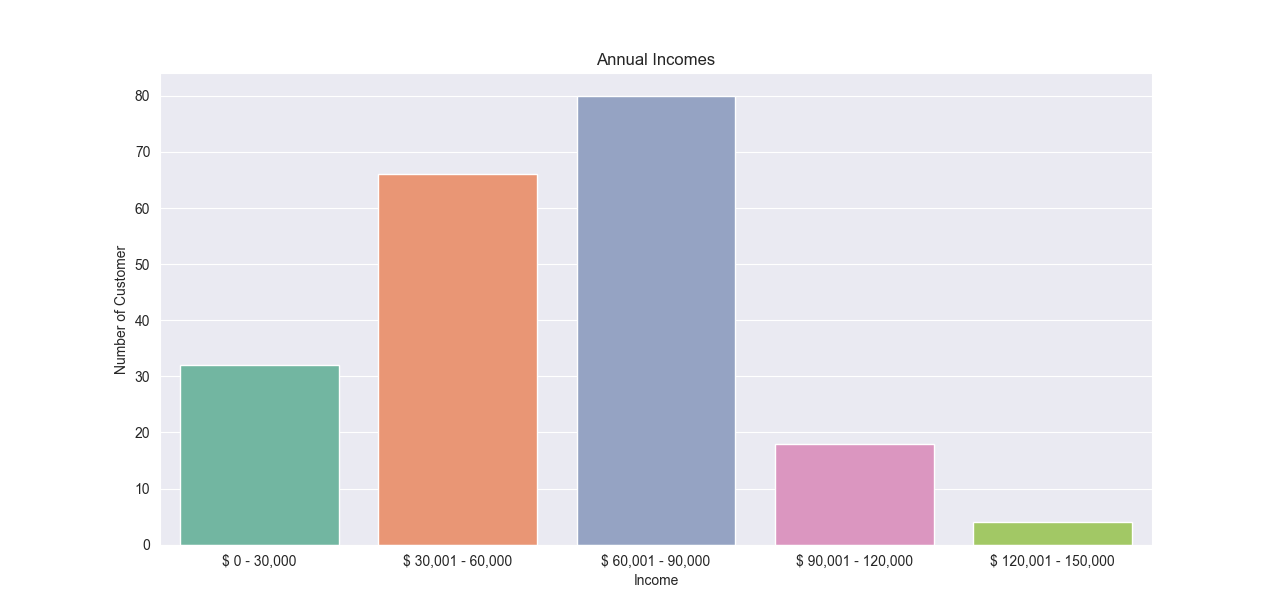 Annual Incomes
80
70
60
50
40
30
20
10
0
Number of Customer
$ 0 - 30,000
$ 30,001 - 60,000
$ 60,001 - 90,000
$ 90,001 - 120,000
$ 120,001 - 150,000
Income